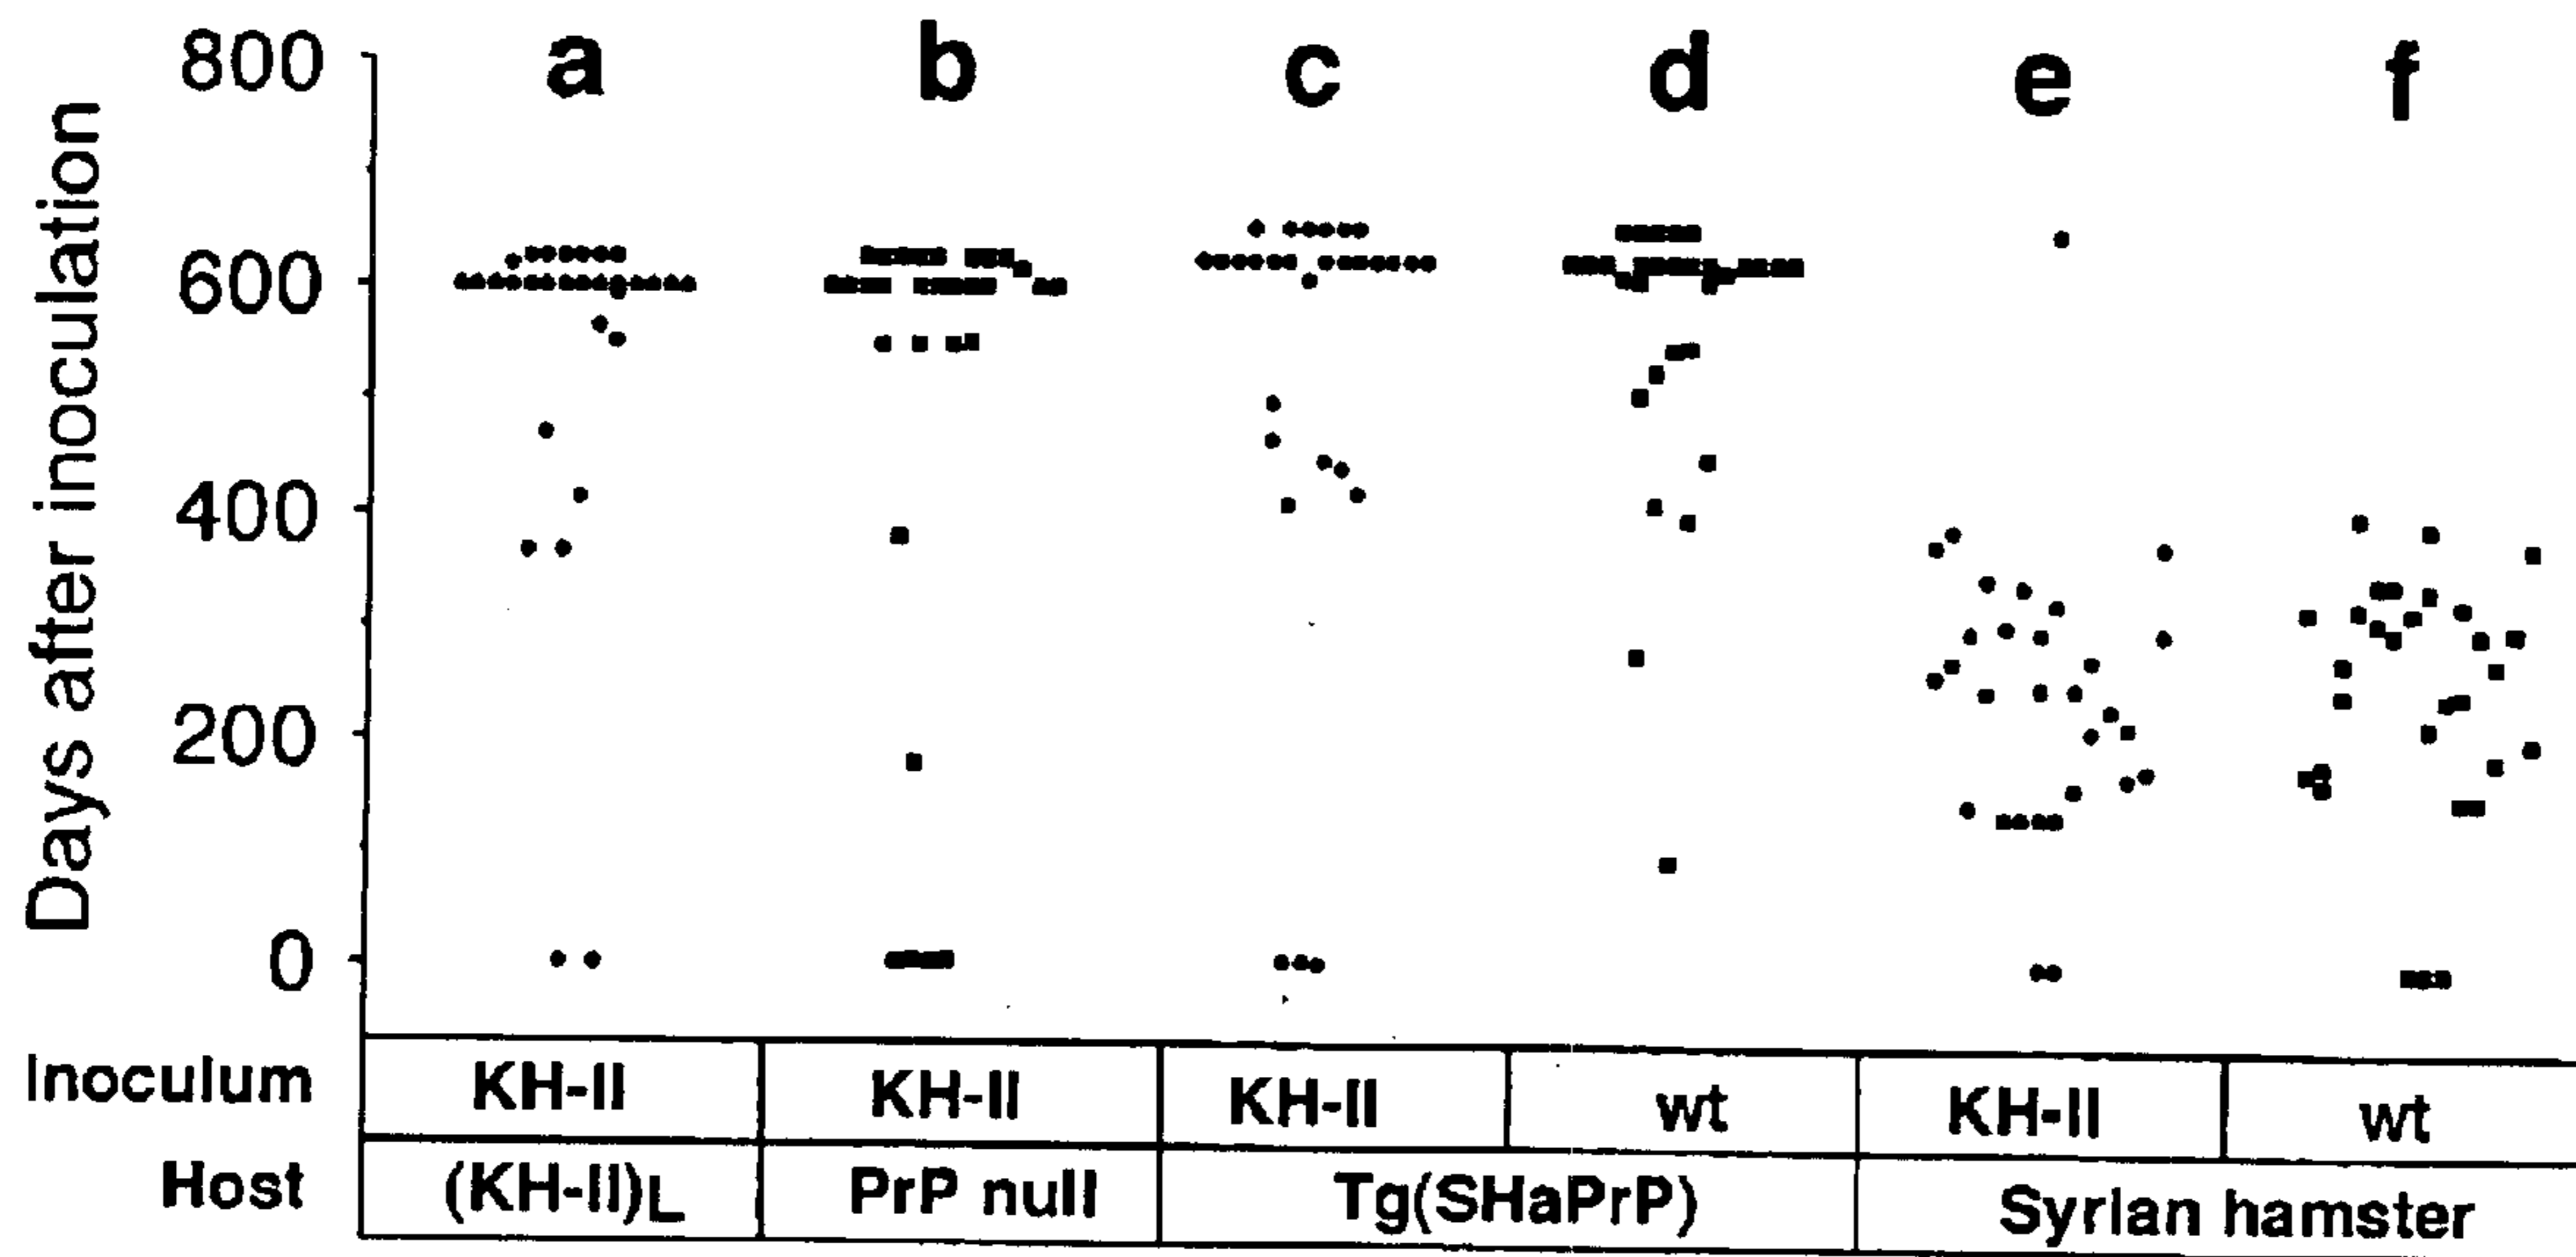 a b c d e f
800
600
400
200
0
Days after inoculation
Inoculum KH-II KH-II KH-II wt KH-II wt
Host (KH-II)L PrP null Tg(SHaPrP) Syrian hamster